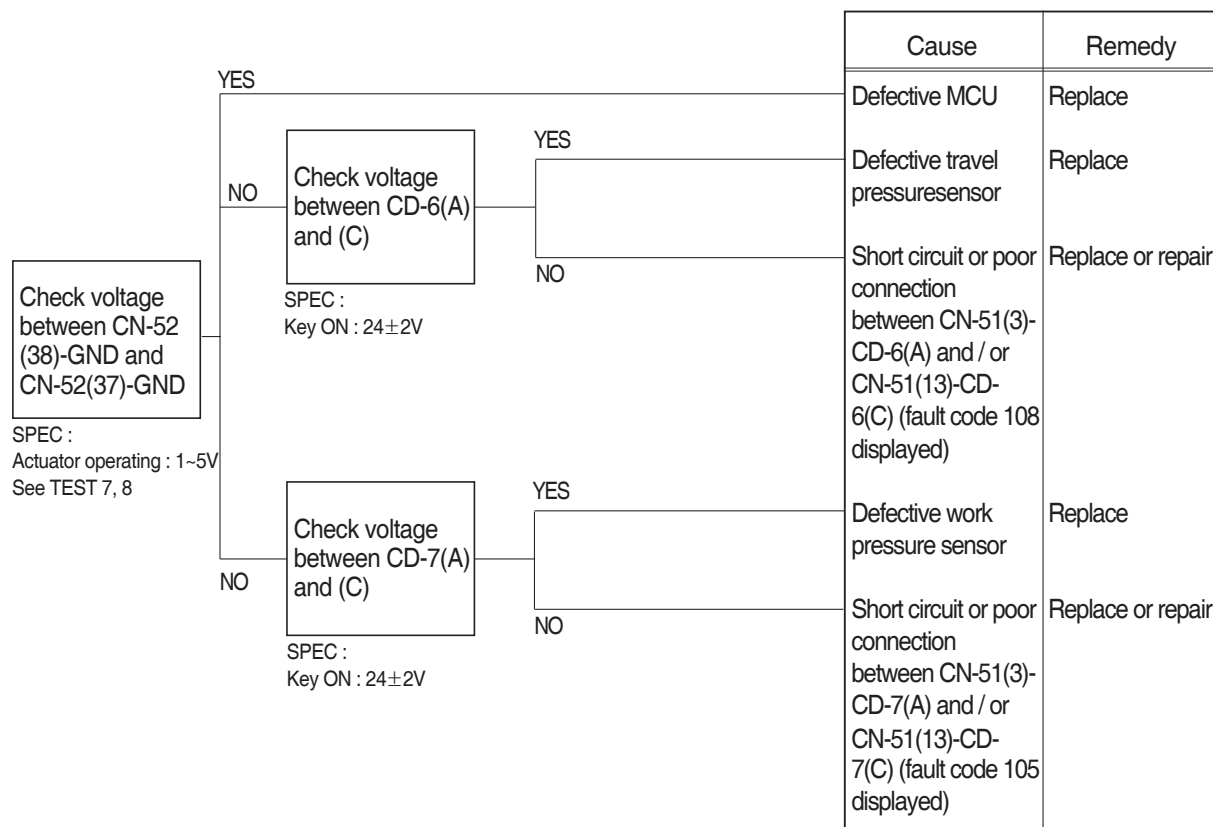 Cause
Remedy
YES
Defective MCU
Replace
NO
Check voltage
between CD-6(A)
and (C)
SPEC :
Key ON : 24±2V
YES
Defective travel
pressuresensor
Replace
NO
Short circuit or poor
connection
between CN-51(3)-
CD-6(A) and / or
CN-51(13)-CD-
6(C) (fault code 108
displayed)
Replace or repair
Check voltage
between CN-52
(38)-GND and
CN-52(37)-GND
SPEC :
Actuator operating : 1~5V
See TEST 7, 8
NO
Check voltage
between CD-7(A)
and (C)
SPEC :
Key ON : 24±2V
YES
Defective work
pressure sensor
Replace
NO
Short circuit or poor
connection
between CN-51(3)-
CD-7(A) and / or
CN-51(13)-CD-
7(C) (fault code 105
displayed)
Replace or repair